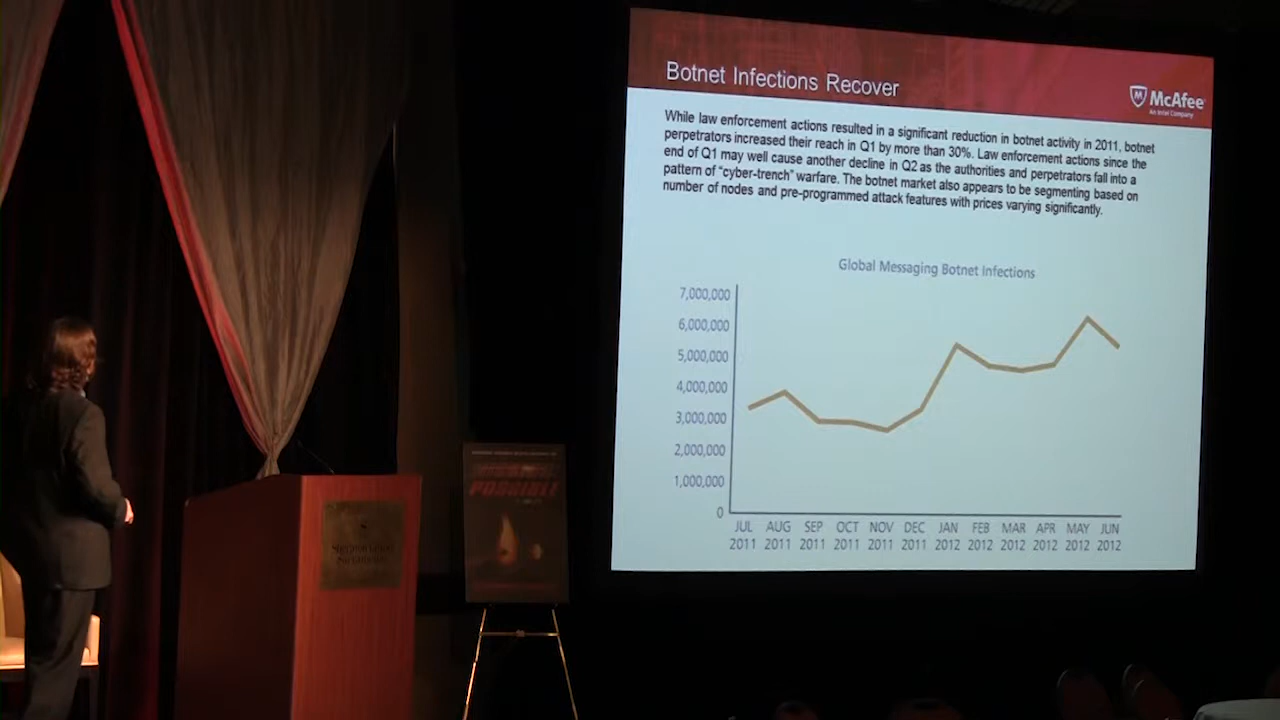 Botnet Infections Recover
McAfee
An Intel Company
While law enforcement actions resulted in a significant reduction in botnet activity in 2011, botnet
perpetrators increased their reach in Q1 by more than 30%. Law enforcement actions since the
end of Q1 may well cause another decline in Q2 as the authorities and perpetrators fall into a
pattern of “cyber-trench” warfare. The botnet market also appears to be segmenting based on
number of nodes and pre-programmed attack features with prices varying significantly.
Global Messaging Botnet Infections
7,000,000
6,000,000
5,000,000
4,000,000
3,000,000
2,000,000
1,000,000
0
JUL AUG SEP OCT NOV DEC JAN FEB MAR APR MAY JUN
2011 2011 2011 2011 2011 2011 2012 2012 2012 2012 2012 2012
POSSIBLE